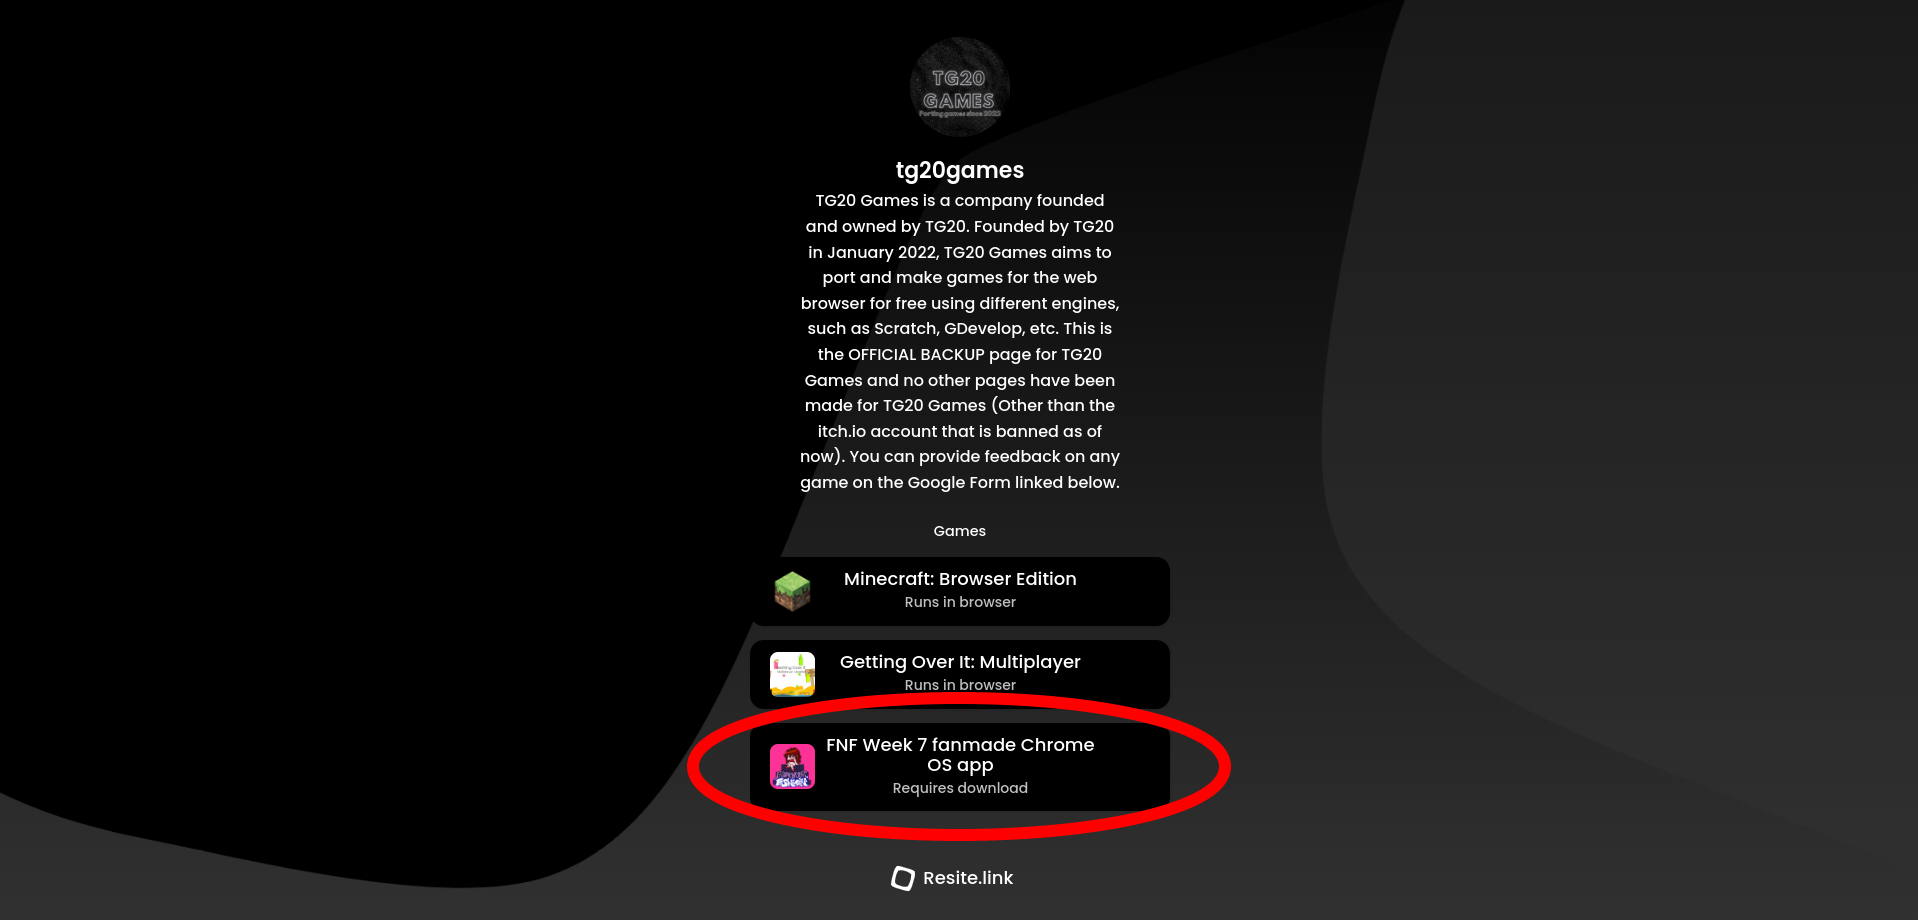 TG20
GAMES
Porting games since 2022
tg20games
TG20 Games is a company founded
and owned by TG20. Founded by TG20
in January 2022, TG20 Games aims to
port and make games for the web
browser for free using different engines,
such as Scratch, GDevelop, etc. This is
the OFFICIAL BACKUP page for TG20
Games and no other pages have been
made for TG20 Games (Other than the
itch.io account that is banned as of
now). You can provide feedback on any
game on the Google Form linked below.
Games
Minecraft: Browser Edition
Runs in browser
Getting Over It: Multiplayer
Runs in browser
FNF Week 7 fanmade Chrome
OS app
Requires download
Resite.link